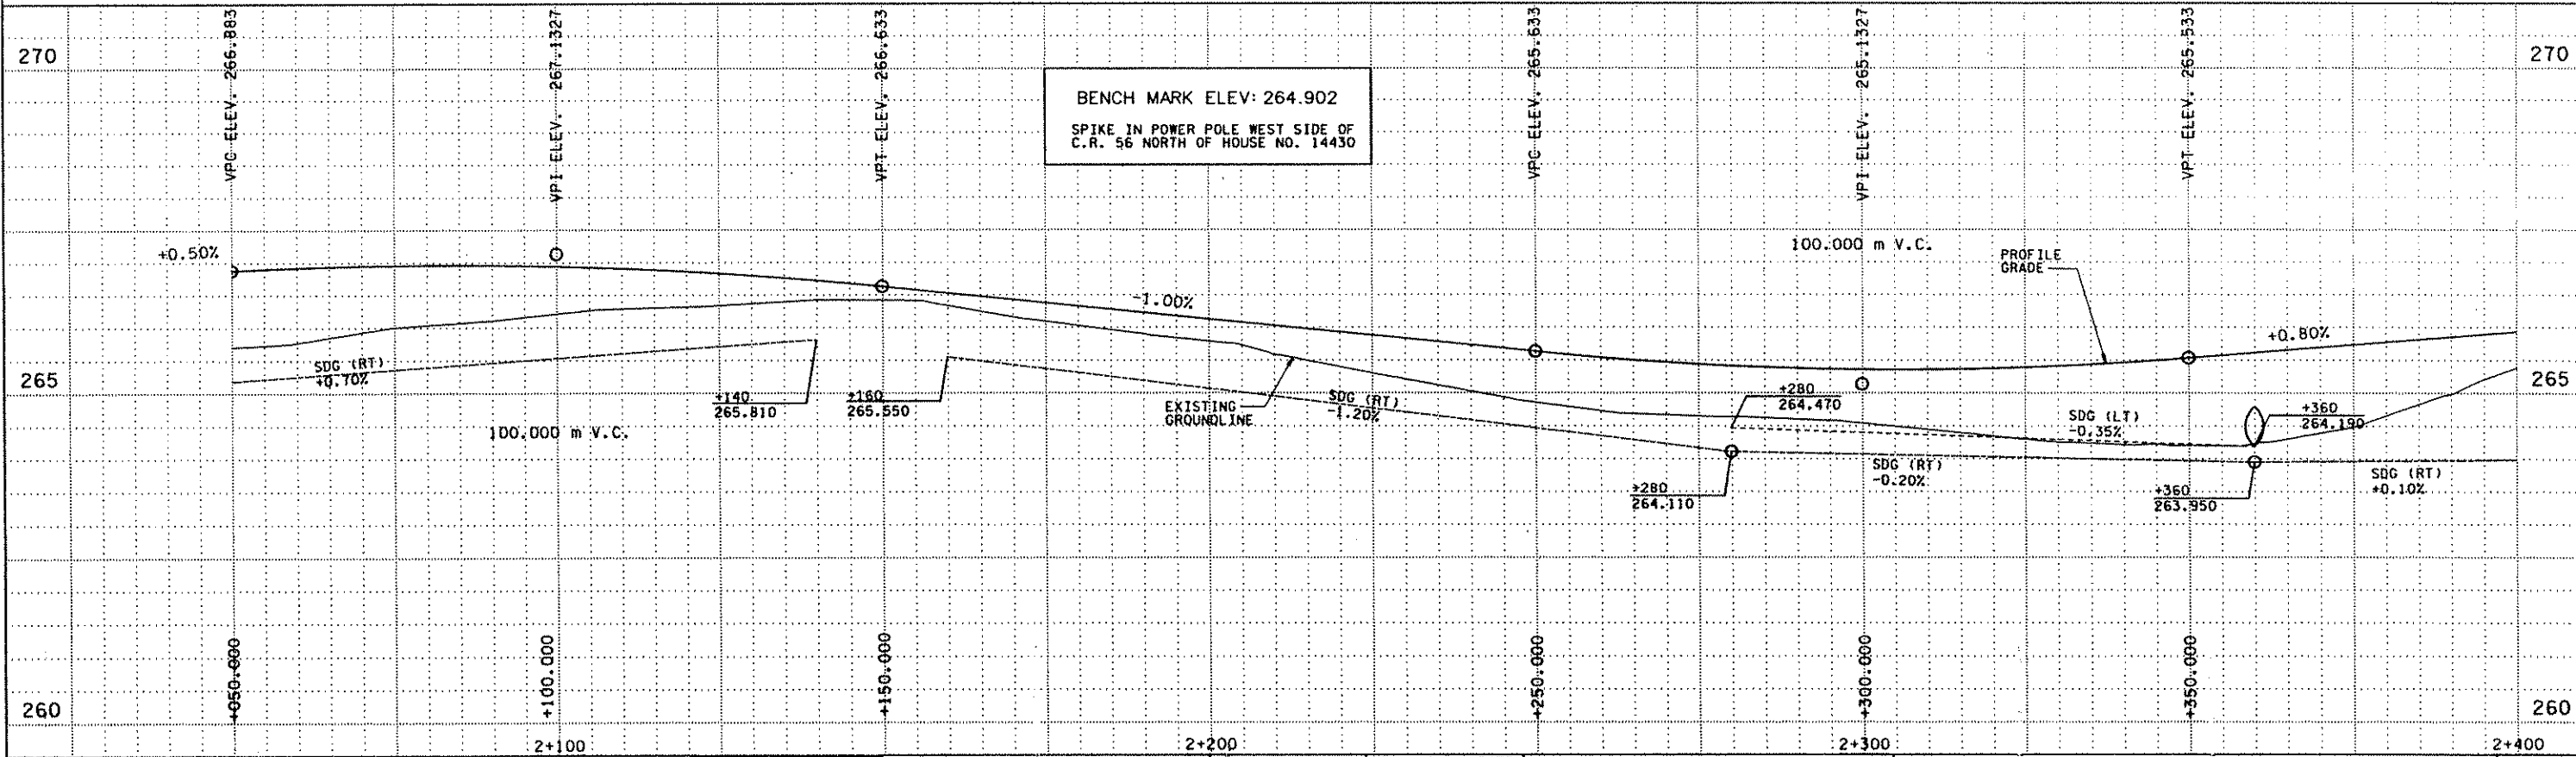 VPC ELEV. 266.883
VPI ELEV. 267.1327
VPT ELEV. 266.633
VPC ELEV. 265.633
VPI ELEV. 265.1327
VPT ELEV. 265.533
270
270
BENCH MARK ELEV: 264.902
SPIKE IN POWER POLE WEST SIDE OF
C.R. 56 NORTH OF HOUSE NO. 14430
+0.50%
100.000 m V.C.
PROFILE
GRADE
-1.00%
+0.80%
SDG (RT)
+0.70%
265
265
+140
265.810
+160
265.550
EXISTING
GROUNDLINE
SDG (RT)
-1.20%
+280
264.470
SDG (LT)
-0.35%
+360
264.190
100.000 m V.C.
+280
264.110
SDG (RT)
-0.20%
+360
263.950
SDG (RT)
+0.10%
+050.000
+100.000
+150.000
+250.000
+300.000
+350.000
260
260
2+100
2+200
2+300
2+400